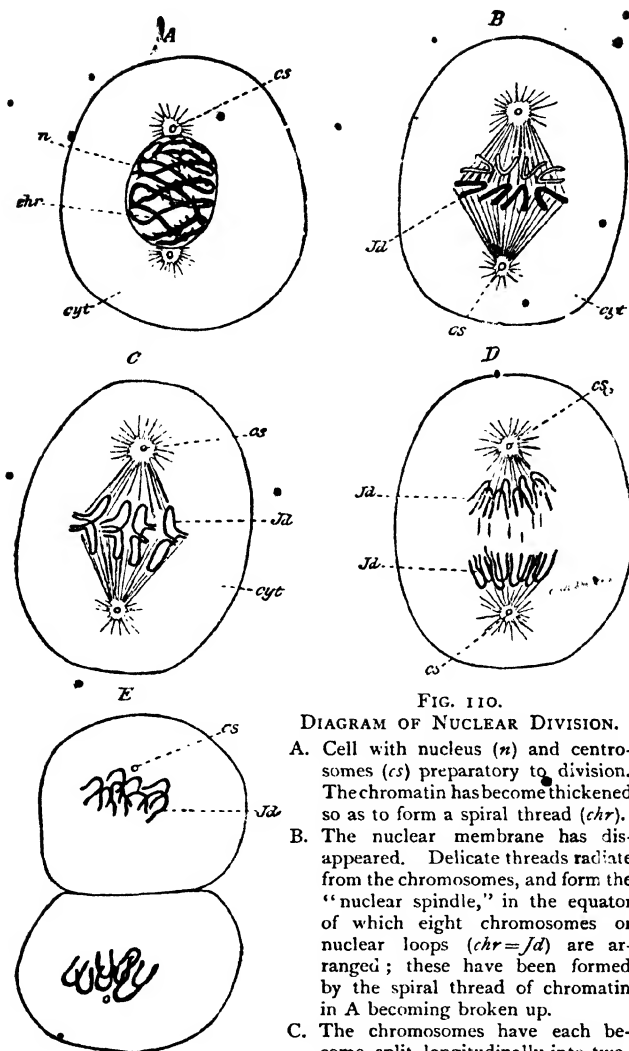 A
cs
n
chr
cyt
B
Jd
cs
cyt
C
cs
Jd
cyt
D
cs
Jd
Jd
cs
E
cs
Jd
FIG. 110.
DIAGRAM OF NUCLEAR DIVISION.
A. Cell with nucleus (n) and centro-
somes (cs) preparatory to division.
The chromatin has become thickened
so as to form a spiral thread (chr).
B. The nuclear membrane has dis-
appeared. Delicate threads radiate
from the chromosomes, and form the
“nuclear spindle,” in the equator
of which eight chromosomes or
nuclear loops (chr=Jd) are ar-
ranged; these have been formed
by the spiral thread of chromatin
in A becoming broken up.
C. The chromosomes have each be-
come split longitudinally into two